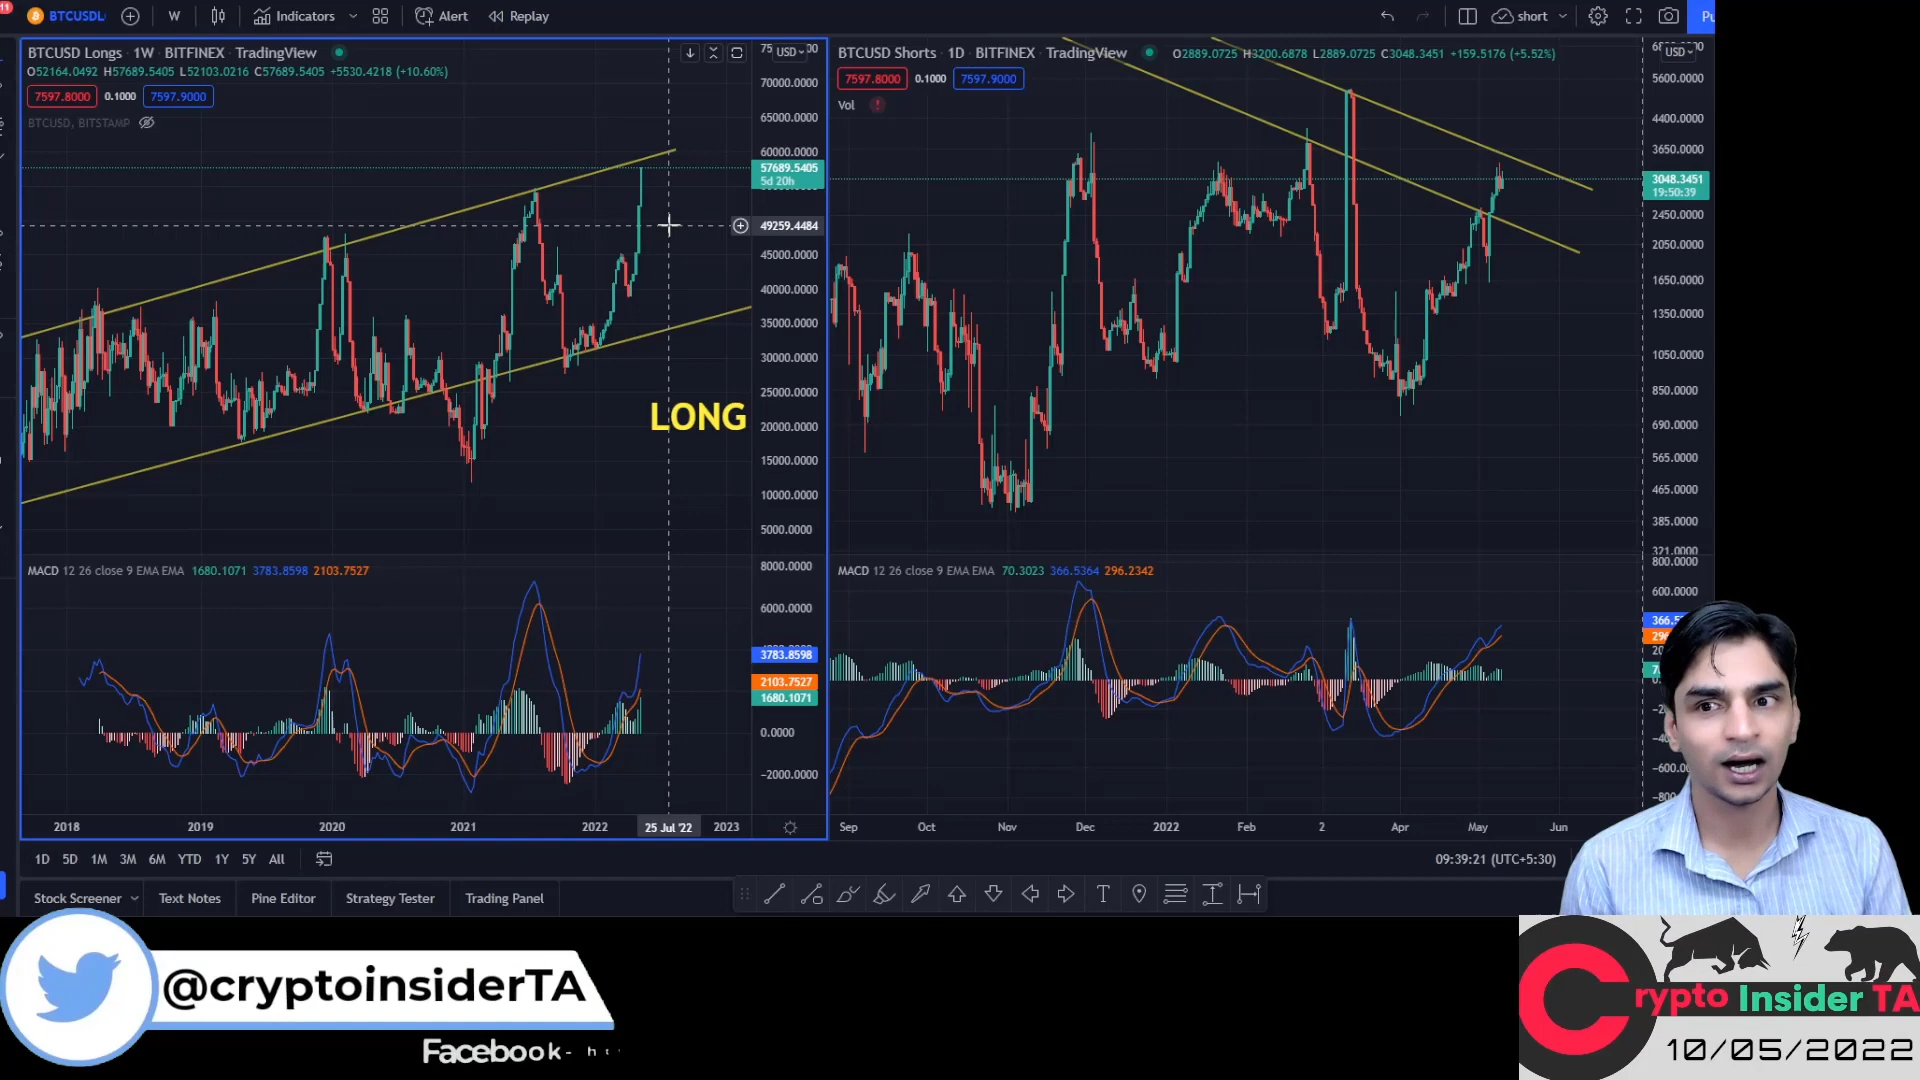 11
BTCUSDL W Indicators Alert Replay short Pu
BTCUSD Longs · 1W · BITFINEX · TradingView
O52164.0492 H57689.5405 L52103.0216 C57689.5405 +5530.4218 (+10.60%)
7597.8000 0.1000 7597.9000
BTCUSD, BITSTAMP
USD
70000.0000
65000.0000
60000.0000
57689.5405
5d 20h
49259.4484
45000.0000
40000.0000
35000.0000
30000.0000
25000.0000
20000.0000
15000.0000
10000.0000
5000.0000
LONG
MACD 12 26 close 9 EMA EMA 1680.1071 3783.8598 2103.7527
8000.0000
6000.0000
3783.8598
2103.7527
1680.1071
0.0000
−2000.0000
2018 2019 2020 2021 2022 25 Jul '22 2023
BTCUSD Shorts · 1D · BITFINEX · TradingView O2889.0725 H3200.6878 L2889.0725 C3048.3451 +159.5176 (+5.52%)
7597.8000 0.1000 7597.9000
Vol !
USD
5600.0000
4400.0000
3650.0000
3048.3451
19:50:39
2450.0000
2050.0000
1650.0000
1350.0000
1050.0000
850.0000
690.0000
565.0000
465.0000
385.0000
321.0000
MACD 12 26 close 9 EMA EMA 70.3023 366.5364 296.2342
800.0000
600.0000
Sep Oct Nov Dec 2022 Feb 2 Apr May Jun
1D 5D 1M 3M 6M YTD 1Y 5Y All
09:39:21 (UTC+5:30)
Stock Screener Text Notes Pine Editor Strategy Tester Trading Panel
@cryptoinsiderTA
Facebook-
Crypto Insider TA
10/05/2022